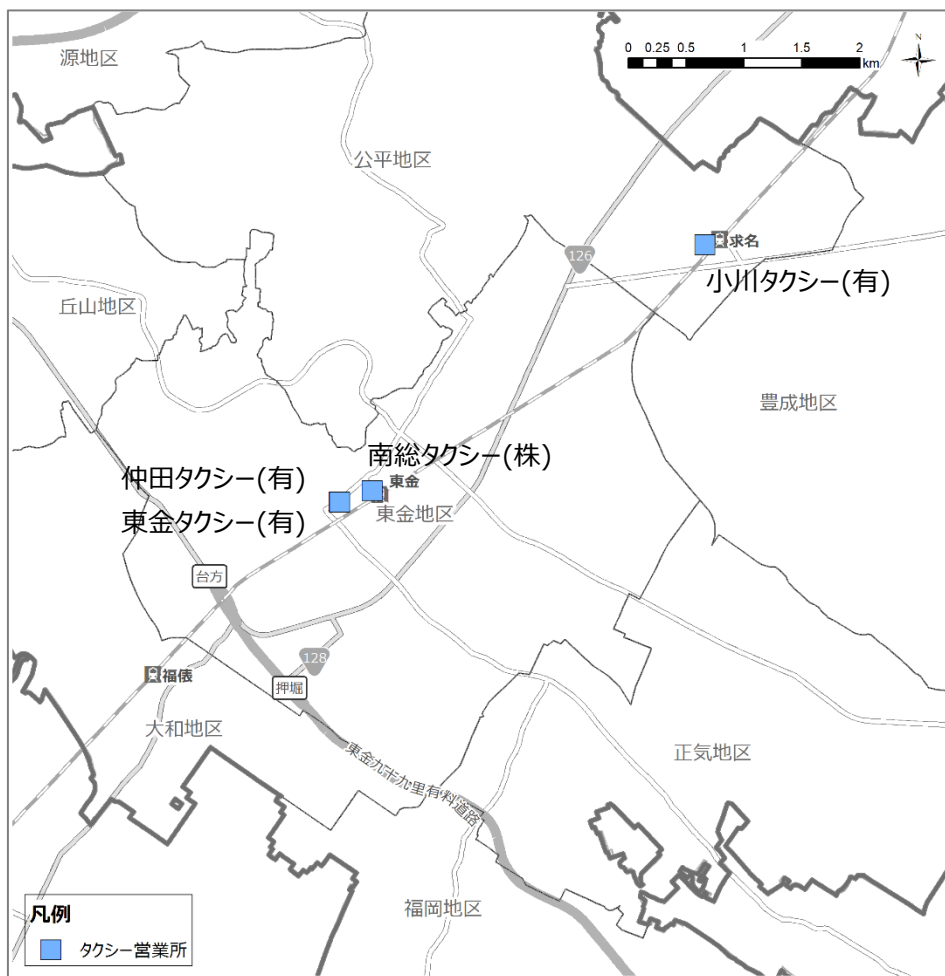 源地区
0 0.25 0.5 1 1.5 2
km
N
公平地区
126
求名
小川タクシー(有)
丘山地区
豊成地区
南総タクシー(株)
仲田タクシー(有)
東金
東金タクシー(有)
東金地区
台方
128
福俵
押堀
大和地区
東金九十九里有料道路
正気地区
福岡地区
凡例
タクシー営業所